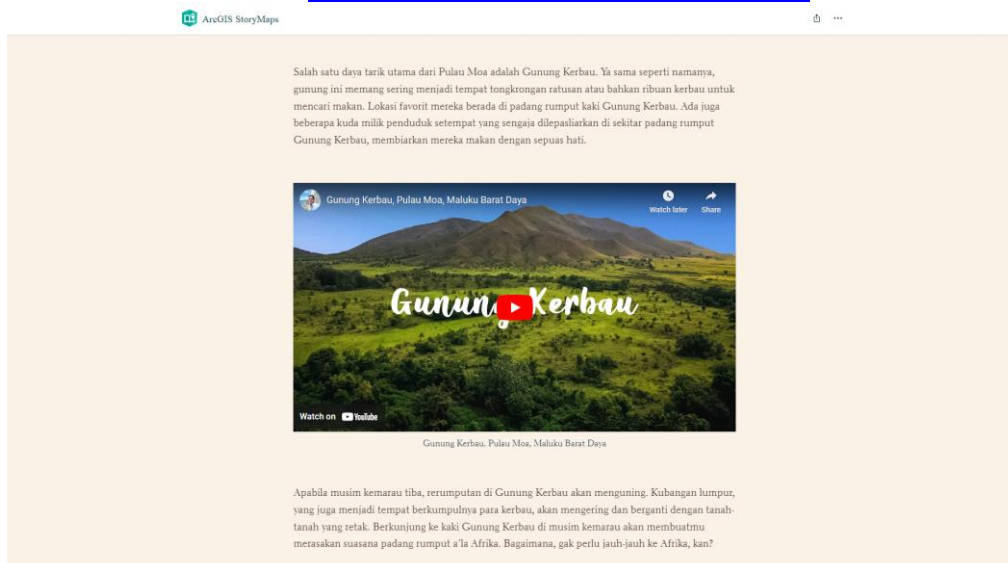 ArcGIS StoryMaps
Salah satu daya tarik utama dari Pulau Moa adalah Gunung Kerbau. Ya sama seperti namanya,
gunung ini memang sering menjadi tempat tongkrongan ratusan atau bahkan ribuan kerbau untuk
mencari makan. Lokasi favorit mereka berada di padang rumput kaki Gunung Kerbau. Ada juga
beberapa kuda milik penduduk setempat yang sengaja dilepasliarkan di sekitar padang rumput
Gunung Kerbau, membiarkan mereka makan dengan sepuas hati.
Gunung Kerbau, Pulau Moa, Maluku Barat Daya
Watch later
Share
Gunung Kerbau
Watch on YouTube
Gunung Kerbau, Pulau Moa, Maluku Barat Daya
Apabila musim kemarau tiba, rerumputan di Gunung Kerbau akan menguning. Kubangan lumpur,
yang juga menjadi tempat berkumpulnya para kerbau, akan mengering dan berganti dengan tanah-
tanah yang retak. Berkunjung ke kaki Gunung Kerbau di musim kemarau akan membuatmu
merasakan suasana padang rumput a'la Afrika. Bagaimana, gak perlu jauh-jauh ke Afrika, kan?